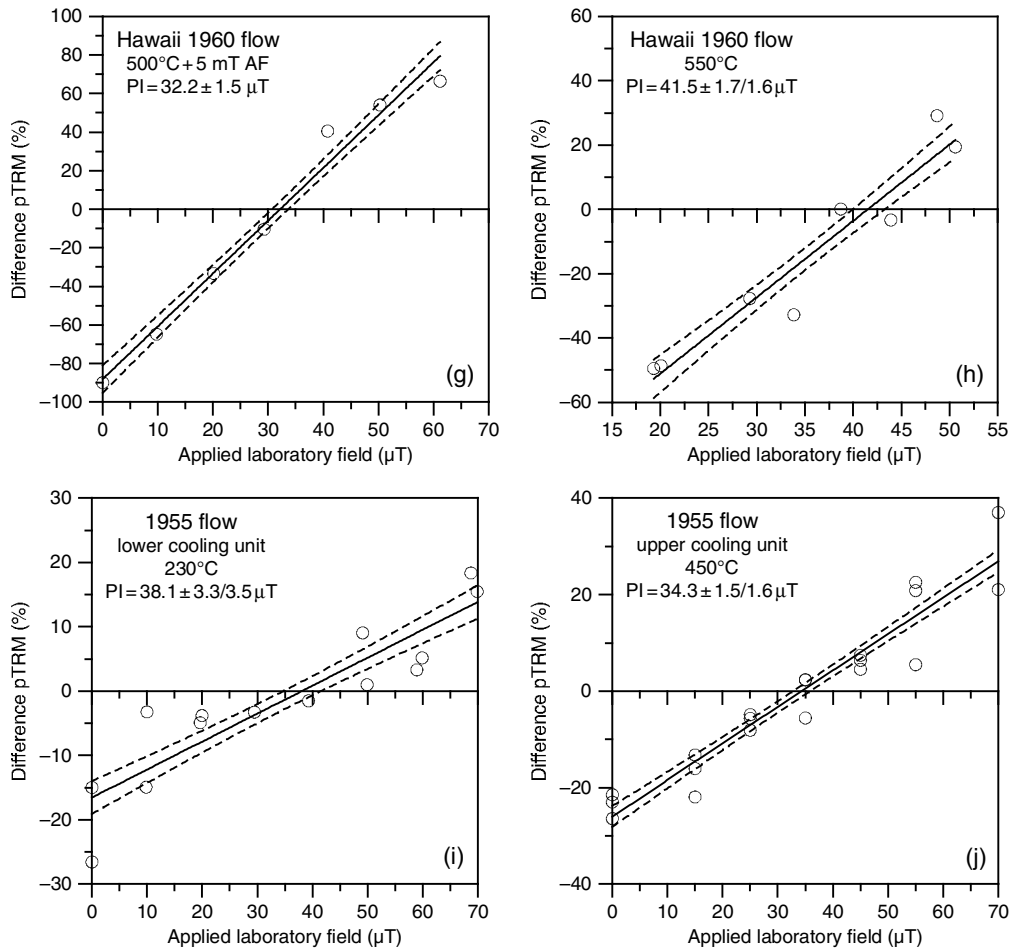 Hawaii 1960 flow
500°C + 5 mT AF
PI = 32.2 ± 1.5 µT
Difference pTRM (%)
100
80
60
40
20
0
–20
–40
–60
–80
–100
0 10 20 30 40 50 60 70
Applied laboratory field (µT)
(g)
Hawaii 1960 flow
550°C
PI = 41.5 ± 1.7/1.6 µT
Difference pTRM (%)
60
40
20
0
–20
–40
–60
15 20 25 30 35 40 45 50 55
Applied laboratory field (µT)
(h)
1955 flow
lower cooling unit
230°C
PI = 38.1 ± 3.3/3.5 µT
Difference pTRM (%)
30
20
10
0
–10
–20
–30
0 10 20 30 40 50 60 70
Applied laboratory field (µT)
(i)
1955 flow
upper cooling unit
450°C
PI = 34.3 ± 1.5/1.6 µT
Difference pTRM (%)
40
20
0
–20
–40
0 10 20 30 40 50 60 70
Applied laboratory field (µT)
(j)